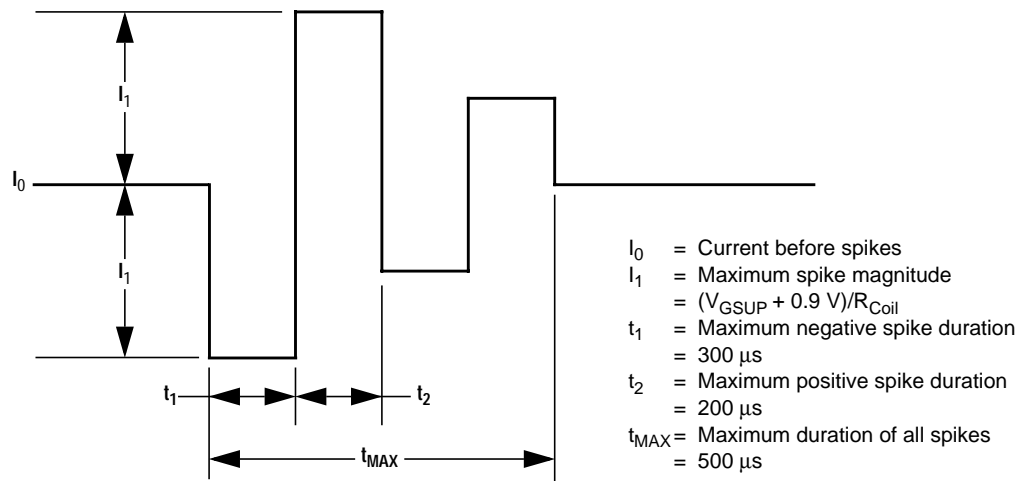 I₁
I₀
I₁
t₁
t₂
tMAX
I₀ = Current before spikes
I₁ = Maximum spike magnitude
= (VGSUP + 0.9 V)/RCoil
t₁ = Maximum negative spike duration
= 300 μs
t₂ = Maximum positive spike duration
= 200 μs
tMAX = Maximum duration of all spikes
= 500 μs